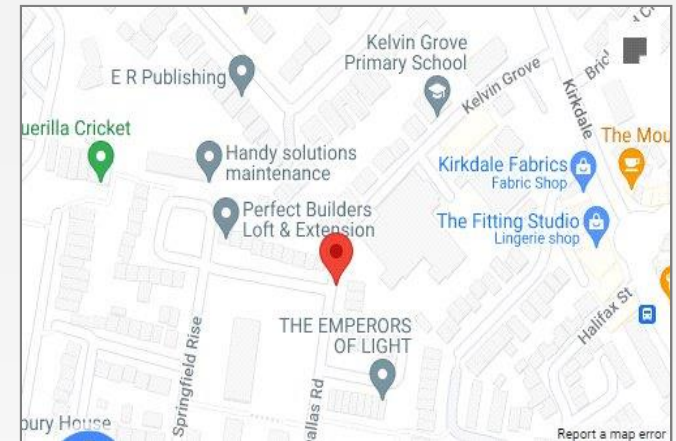 Kelvin Grove
Primary School
E R Publishing
Kelvin Grove
Kirkdale
uerilla Cricket
The Mou
Handy solutions
maintenance
Kirkdale Fabrics
Fabric Shop
Perfect Builders
Loft & Extension
The Fitting Studio
Lingerie shop
Halifax St
THE EMPERORS
OF LIGHT
Springfield Rise
allas Rd
bury House
Report a map error